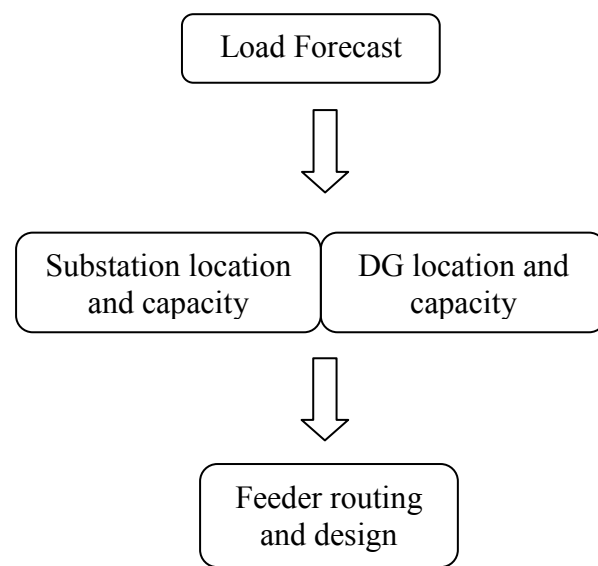 Load Forecast
Substation location
and capacity
DG location and
capacity
Feeder routing
and design